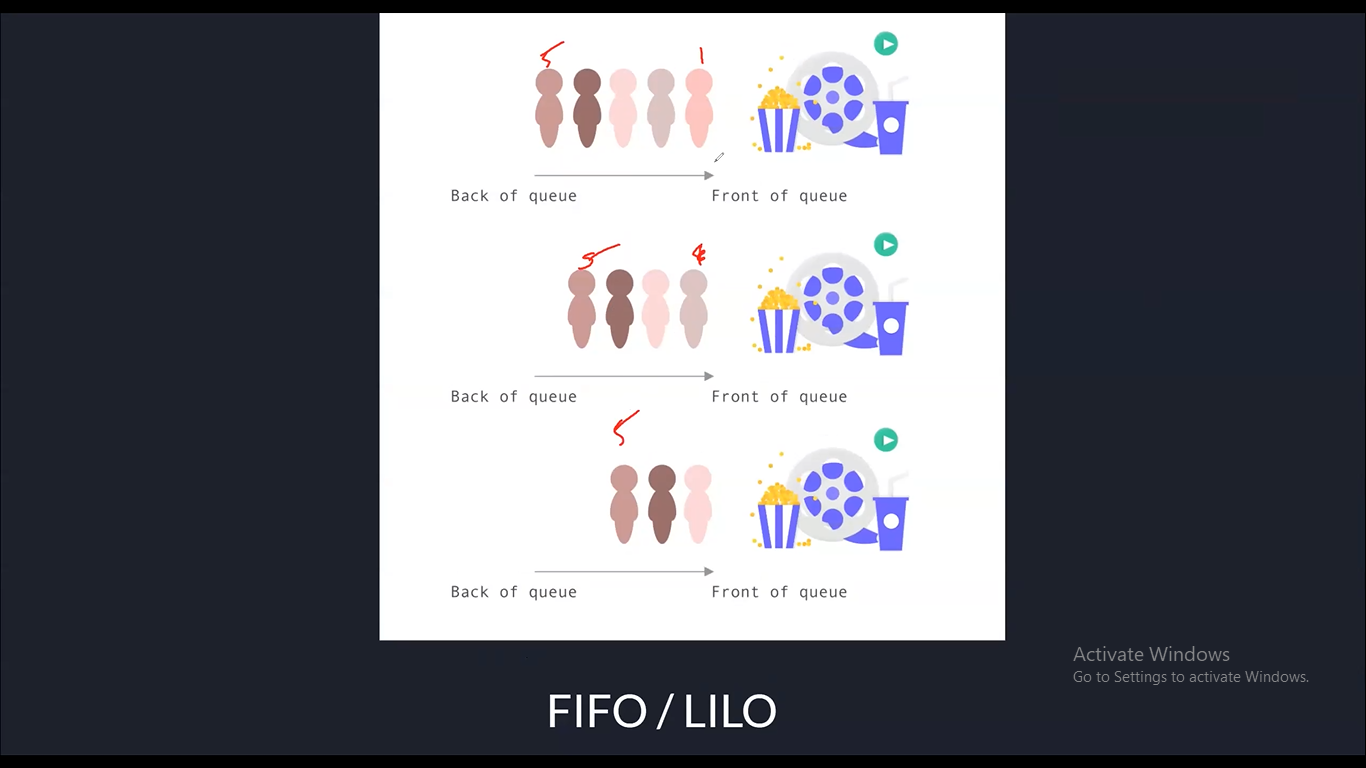 5 1
Back of queue Front of queue
5
Back of queue Front of queue
5
Back of queue Front of queue
Activate Windows
Go to Settings to activate Windows.
FIFO / LILO